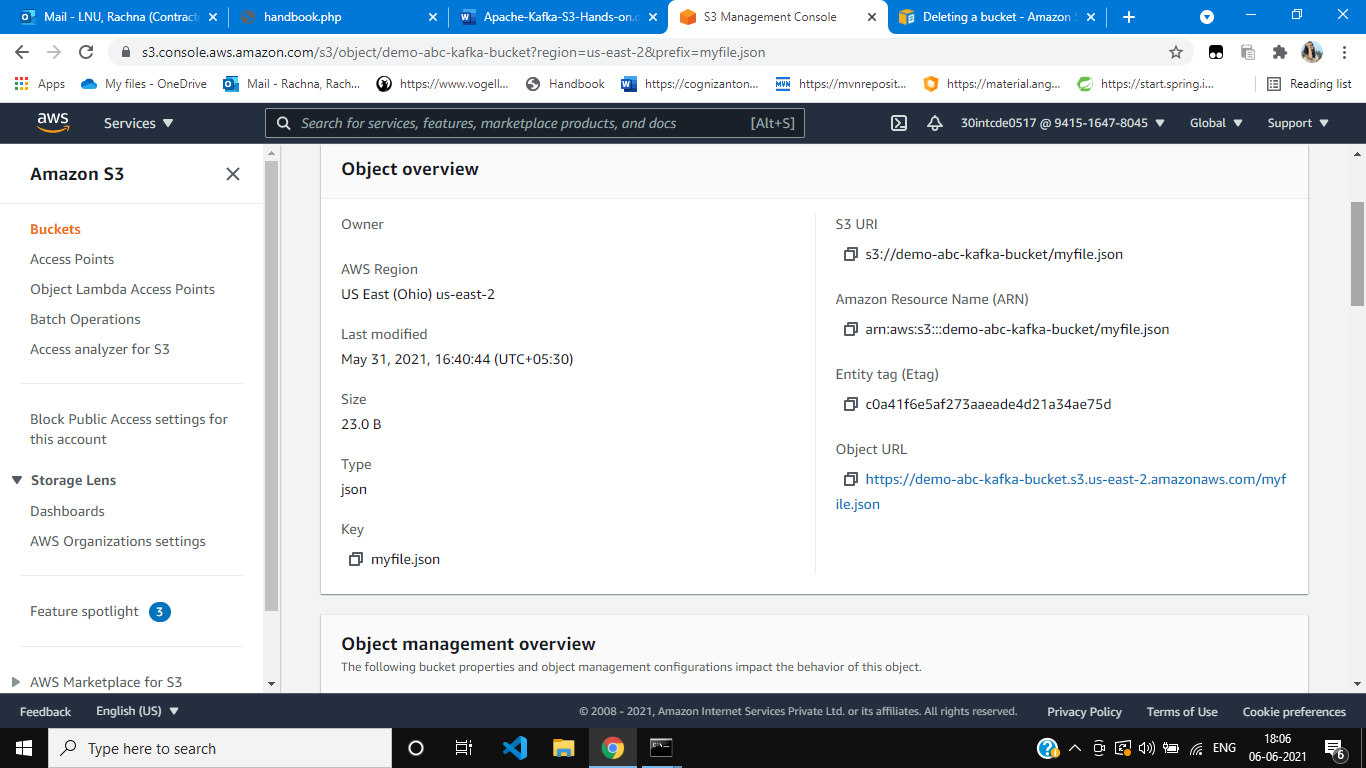 Mail - LNU, Rachna (Contract
handbook.php
Apache-Kafka-S3-Hands-on.
S3 Management Console
Deleting a bucket - Amazon
s3.console.aws.amazon.com/s3/object/demo-abc-kafka-bucket?region=us-east-2&prefix=myfile.json
Apps
My files - OneDrive
Mail - Rachna, Rach...
https://www.vogell...
Handbook
https://cognizanton...
https://mvnreposit...
https://material.ang...
https://start.spring.i...
Reading list
aws
Services
Search for services, features, marketplace products, and docs
[Alt+S]
30intcde0517 @ 9415-1647-8045
Global
Support
Amazon S3
Buckets
Access Points
Object Lambda Access Points
Batch Operations
Access analyzer for S3
Block Public Access settings for
this account
Storage Lens
Dashboards
AWS Organizations settings
Feature spotlight
3
AWS Marketplace for S3
Object overview
Owner
AWS Region
US East (Ohio) us-east-2
Last modified
May 31, 2021, 16:40:44 (UTC+05:30)
Size
23.0 B
Type
json
Key
myfile.json
S3 URI
s3://demo-abc-kafka-bucket/myfile.json
Amazon Resource Name (ARN)
arn:aws:s3:::demo-abc-kafka-bucket/myfile.json
Entity tag (Etag)
c0a41f6e5af273aaeade4d21a34ae75d
Object URL
https://demo-abc-kafka-bucket.s3.us-east-2.amazonaws.com/myf
ile.json
Object management overview
The following bucket properties and object management configurations impact the behavior of this object.
Feedback
English (US)
© 2008 - 2021, Amazon Internet Services Private Ltd. or its affiliates. All rights reserved.
Privacy Policy
Terms of Use
Cookie preferences
Type here to search
ENG
18:06
06-06-2021
6